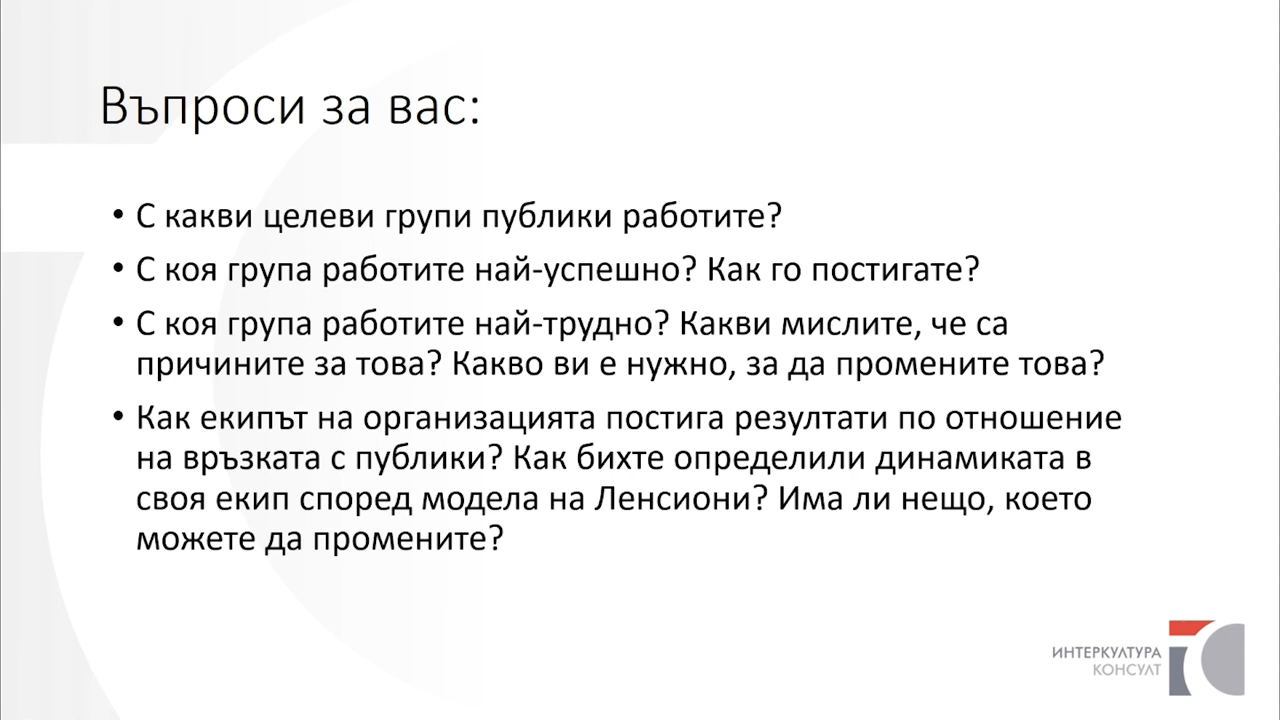 Въпроси за вас:
• С какви целеви групи публики работите?
• С коя група работите най-успешно? Как го постигате?
• С коя група работите най-трудно? Какви мислите, че са
причините за това? Какво ви е нужно, за да промените това?
• Как екипът на организацията постига резултати по отношение
на връзката с публики? Как бихте определили динамиката в
своя екип според модела на Ленсиони? Има ли нещо, което
можете да промените?
ИНТЕРКУЛТУРА
КОНСУЛТ